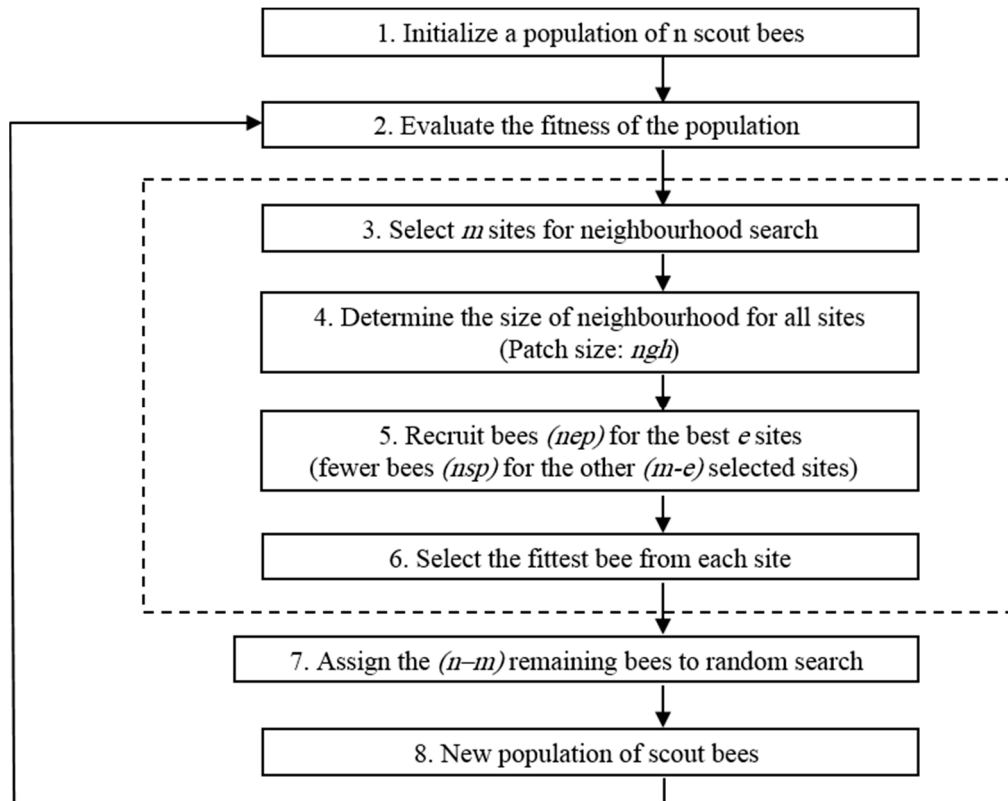 1. Initialize a population of n scout bees
2. Evaluate the fitness of the population
3. Select m sites for neighbourhood search
4. Determine the size of neighbourhood for all sites
(Patch size: ngh)
5. Recruit bees (nep) for the best e sites
(fewer bees (nsp) for the other (m-e) selected sites)
6. Select the fittest bee from each site
7. Assign the (n–m) remaining bees to random search
8. New population of scout bees